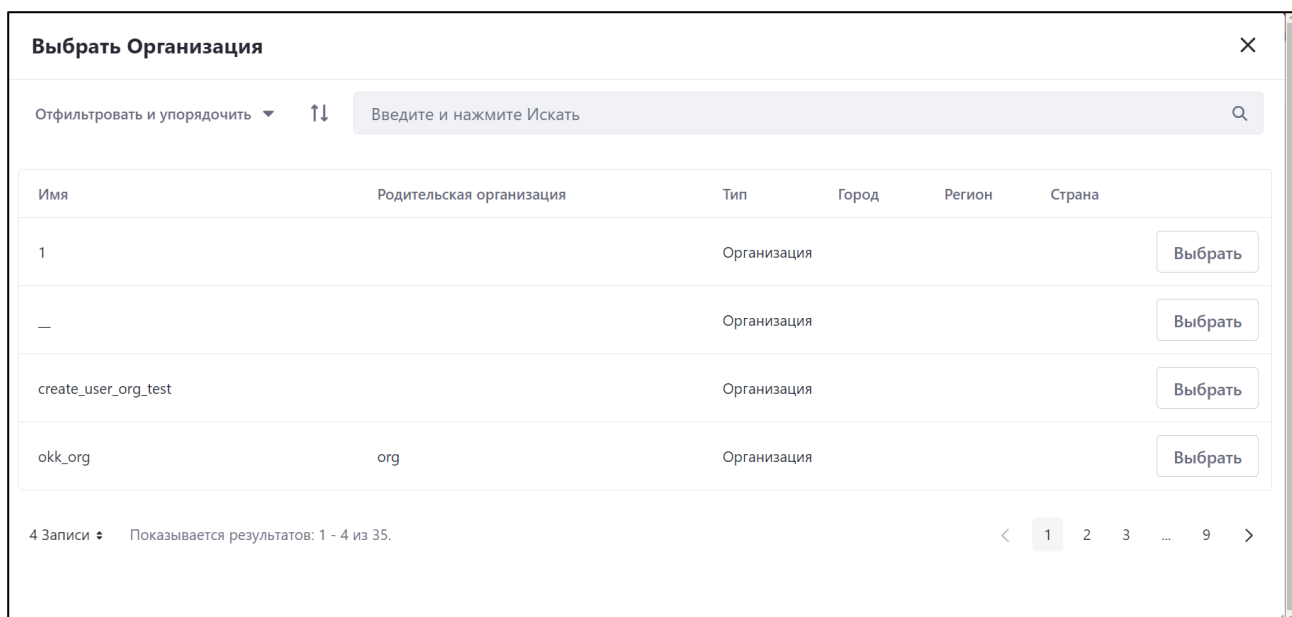 Выбрать Организация
Отфильтровать и упорядочить Введите и нажмите Искать
Имя Родительская организация Тип Город Регион Страна
1 Организация Выбрать
__ Организация Выбрать
create_user_org_test Организация Выбрать
okk_org org Организация Выбрать
4 Записи Показывается результатов: 1 - 4 из 35. 1 2 3 ... 9